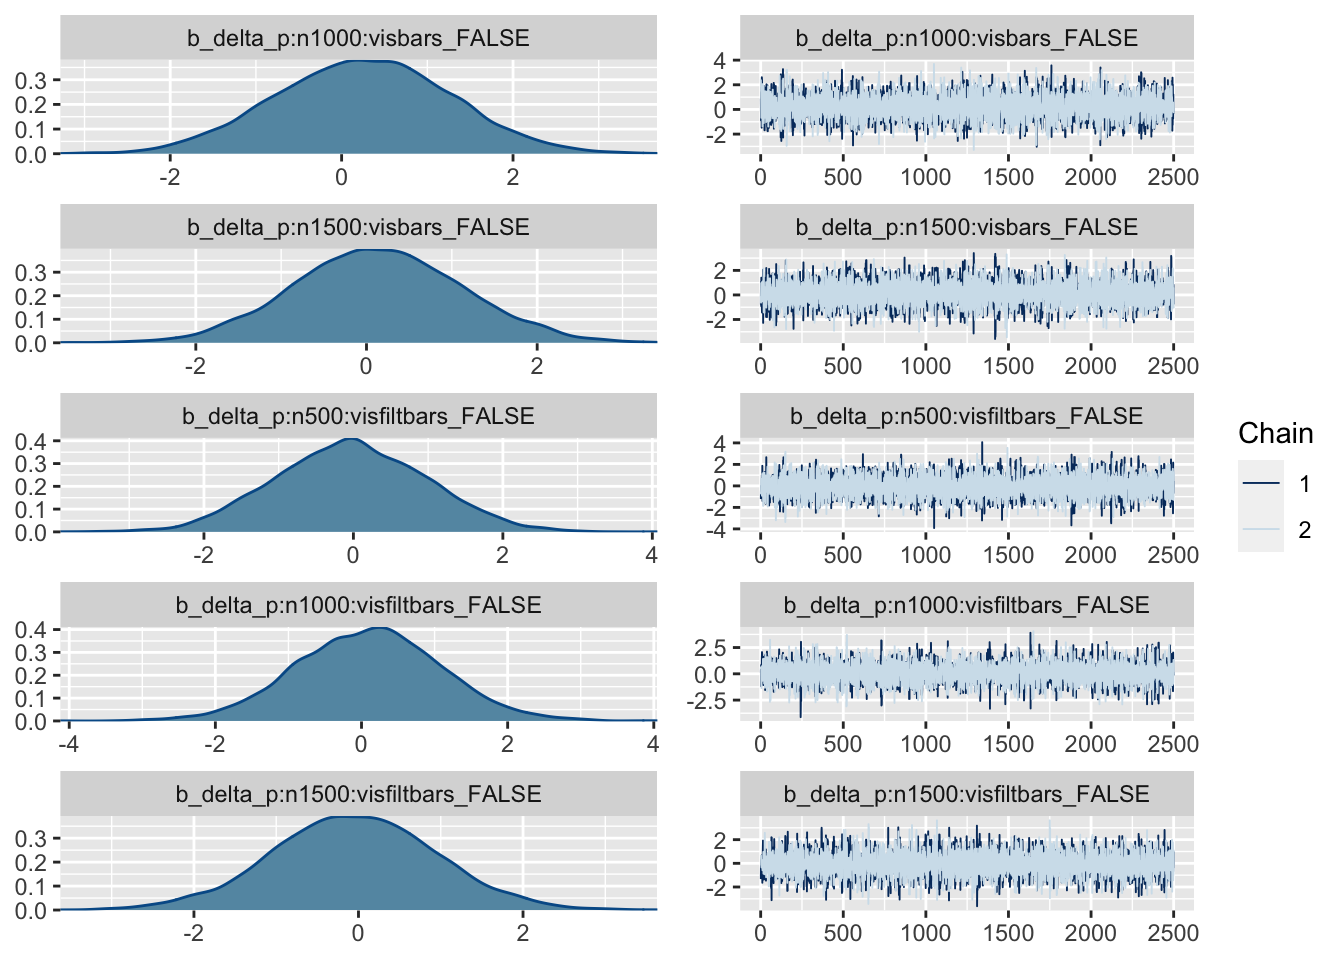 b_delta_p:n1000:visbars_FALSE
0.3
0.2
0.1
0.0
-2 0 2
b_delta_p:n1000:visbars_FALSE
4
2
0
-2
0 500 1000 1500 2000 2500
b_delta_p:n1500:visbars_FALSE
0.3
0.2
0.1
0.0
-2 0 2
b_delta_p:n1500:visbars_FALSE
2
0
-2
0 500 1000 1500 2000 2500
b_delta_p:n500:visfiltbars_FALSE
0.4
0.3
0.2
0.1
0.0
-2 0 2 4
b_delta_p:n500:visfiltbars_FALSE
4
2
0
-2
-4
0 500 1000 1500 2000 2500
b_delta_p:n1000:visfiltbars_FALSE
0.4
0.3
0.2
0.1
0.0
-4 -2 0 2 4
b_delta_p:n1000:visfiltbars_FALSE
2.5
0.0
-2.5
0 500 1000 1500 2000 2500
b_delta_p:n1500:visfiltbars_FALSE
0.3
0.2
0.1
0.0
-2 0 2
b_delta_p:n1500:visfiltbars_FALSE
2
0
-2
0 500 1000 1500 2000 2500
Chain
1
2